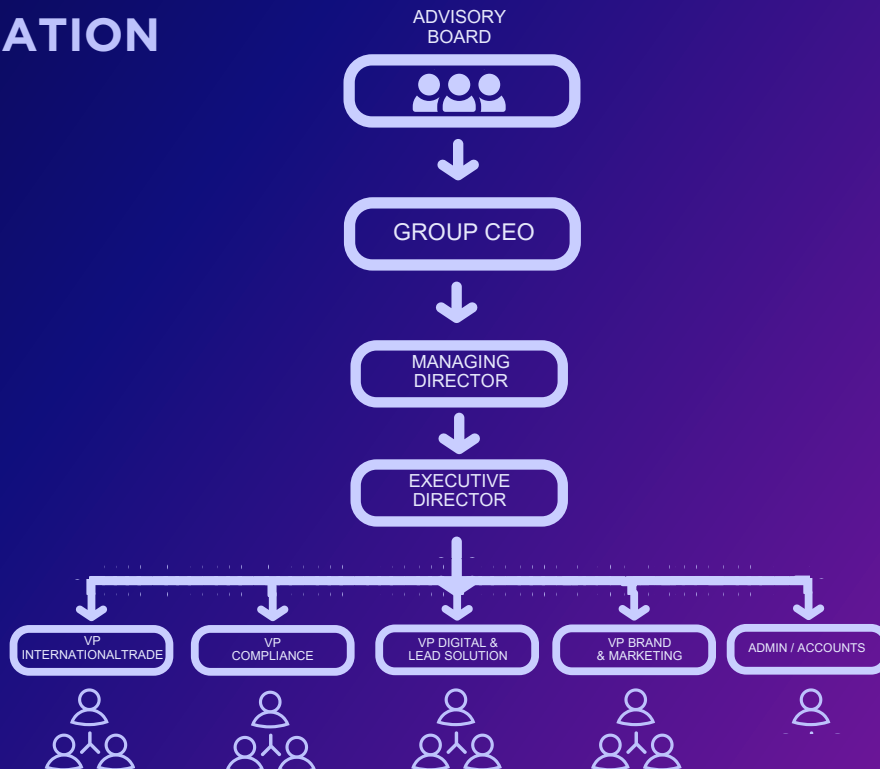 ATION
ADVISORY
BOARD
GROUP CEO
MANAGING
DIRECTOR
EXECUTIVE
DIRECTOR
VP
INTERNATIONALTRADE
VP
COMPLIANCE
VP DIGITAL &
LEAD SOLUTION
VP BRAND
& MARKETING
ADMIN / ACCOUNTS